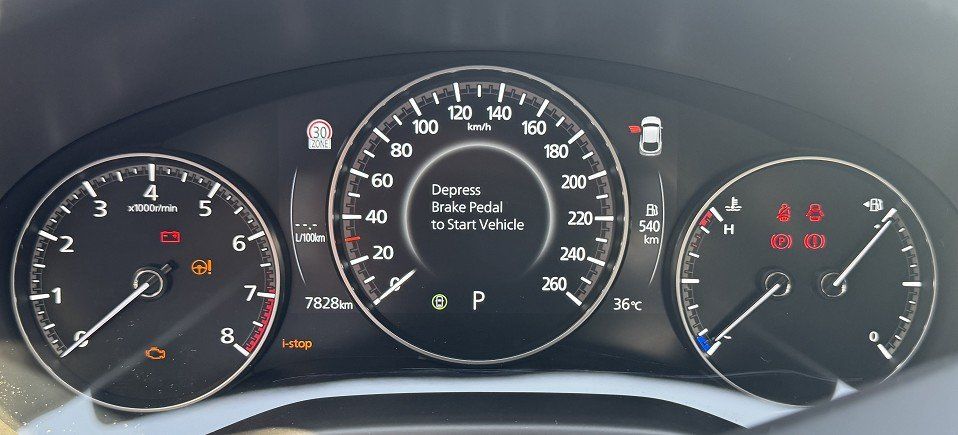 30
ZONE
0
1
2
3
4
5
6
7
8
x1000r/min
!
i-stop
-.-
L/100km
7828km
0
20
40
60
80
100
120
140
160
180
200
220
240
260
km/h
Depress
Brake Pedal
to Start Vehicle
P
540
km
36°C
H
P
!
0